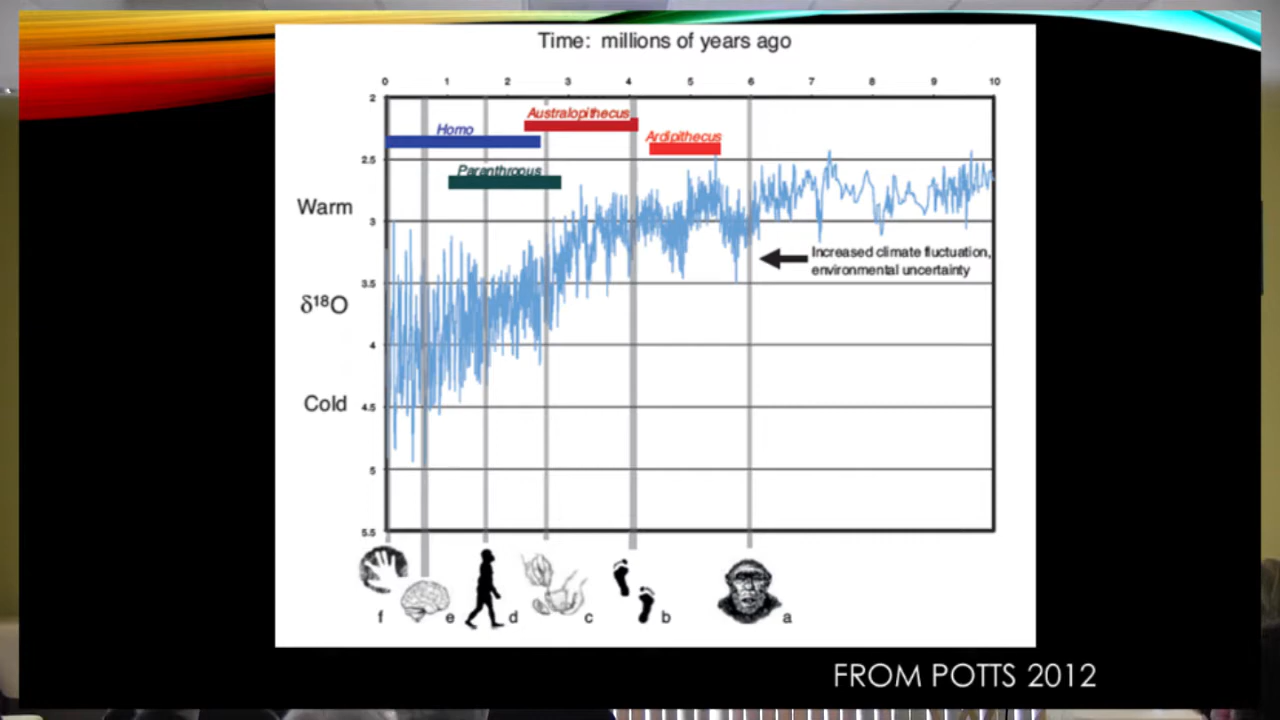 Time: millions of years ago
0 1 2 3 4 5 6 7 8 9 10
2
Australopithecus
Homo
Ardipithecus
2.5
Paranthropus
Warm
3
Increased climate fluctuation,
environmental uncertainty
3.5
δ18O
4
Cold
4.5
5
5.5
f e d c b a
FROM POTTS 2012